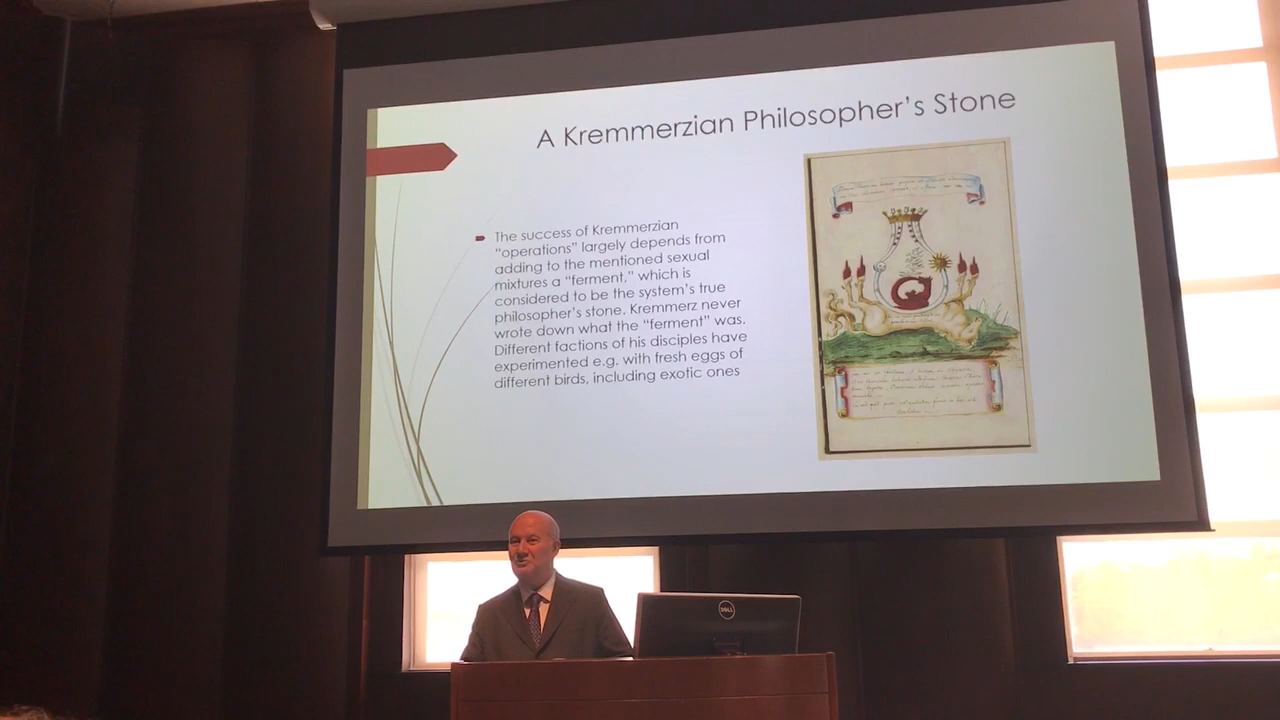 A Kremmerzian Philosopher's Stone
The success of Kremmerzian
"operations" largely depends from
adding to the mentioned sexual
mixtures a "ferment," which is
considered to be the system's true
philosopher's stone. Kremmerz never
wrote down what the "ferment" was.
Different factions of his disciples have
experimented e.g. with fresh eggs of
different birds, including exotic ones
DELL